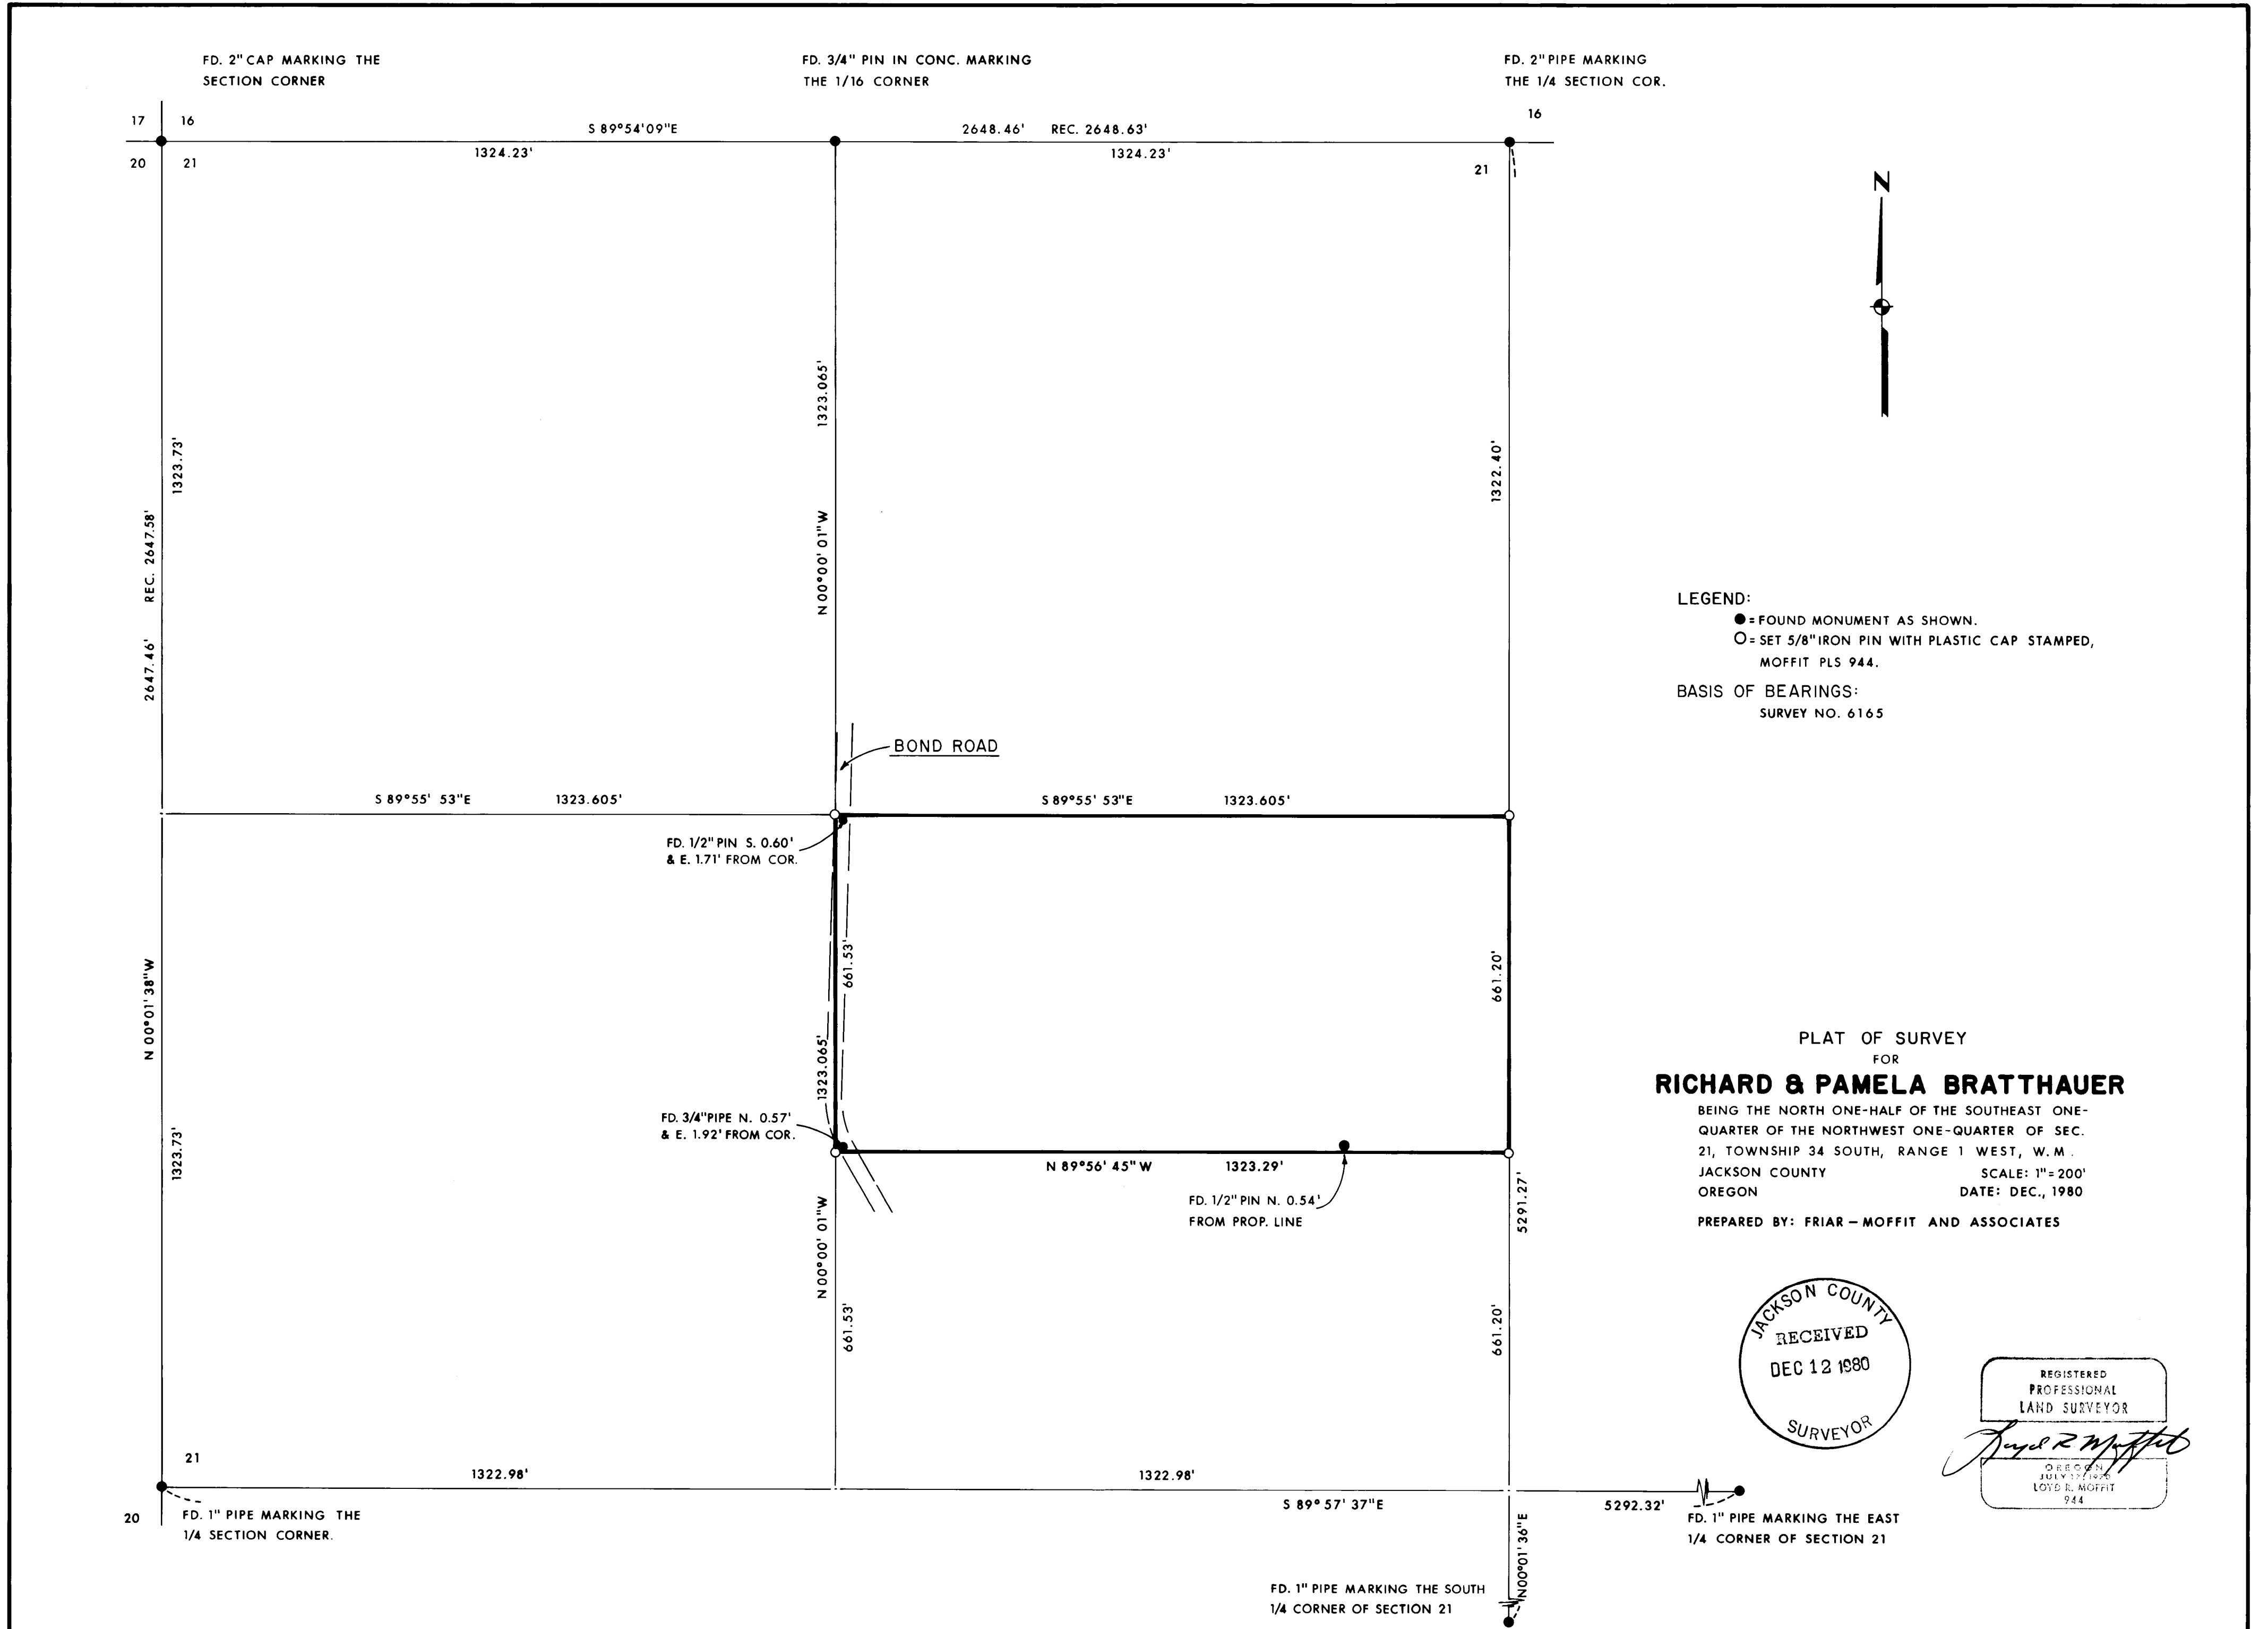 FD. 2" CAP MARKING THE
SECTION CORNER
FD. 3/4" PIN IN CONC. MARKING
THE 1/16 CORNER
FD. 2" PIPE MARKING
THE 1/4 SECTION COR.
17
16
20
21
S 89°54'09"E
2648.46'
REC. 2648.63'
1324.23'
1324.23'
16
21
N
1323.73'
REC. 2647.58'
2647.46'
N 00°01' 38"W
1323.73'
1323.065'
N 00°00' 01"W
1322.40'
LEGEND:
● = FOUND MONUMENT AS SHOWN.
O = SET 5/8" IRON PIN WITH PLASTIC CAP STAMPED,
MOFFIT PLS 944.
BASIS OF BEARINGS:
SURVEY NO. 6165
BOND ROAD
S 89°55' 53"E
1323.605'
S 89°55' 53"E
1323.605'
FD. 1/2" PIN S. 0.60'
& E. 1.71' FROM COR.
661.53'
661.20'
1323.065'
FD. 3/4" PIPE N. 0.57'
& E. 1.92' FROM COR.
N 89°56' 45" W
1323.29'
FD. 1/2" PIN N. 0.54'
FROM PROP. LINE
5291.27'
N 00°00' 01"W
661.53'
661.20'
PLAT OF SURVEY
FOR
RICHARD & PAMELA BRATTHAUER
BEING THE NORTH ONE-HALF OF THE SOUTHEAST ONE-
QUARTER OF THE NORTHWEST ONE-QUARTER OF SEC.
21, TOWNSHIP 34 SOUTH, RANGE 1 WEST, W.M.
JACKSON COUNTY SCALE: 1"=200'
OREGON DATE: DEC., 1980
PREPARED BY: FRIAR — MOFFIT AND ASSOCIATES
JACKSON COUNTY
RECEIVED
DEC 12 1980
SURVEYOR
REGISTERED
PROFESSIONAL
LAND SURVEYOR
Loyd R Moffit
OREGON
LOYD R. MOFFIT
944
21
20
1322.98'
1322.98'
S 89° 57' 37"E
5292.32'
FD. 1" PIPE MARKING THE
1/4 SECTION CORNER.
FD. 1" PIPE MARKING THE EAST
1/4 CORNER OF SECTION 21
N00°01' 36"E
FD. 1" PIPE MARKING THE SOUTH
1/4 CORNER OF SECTION 21